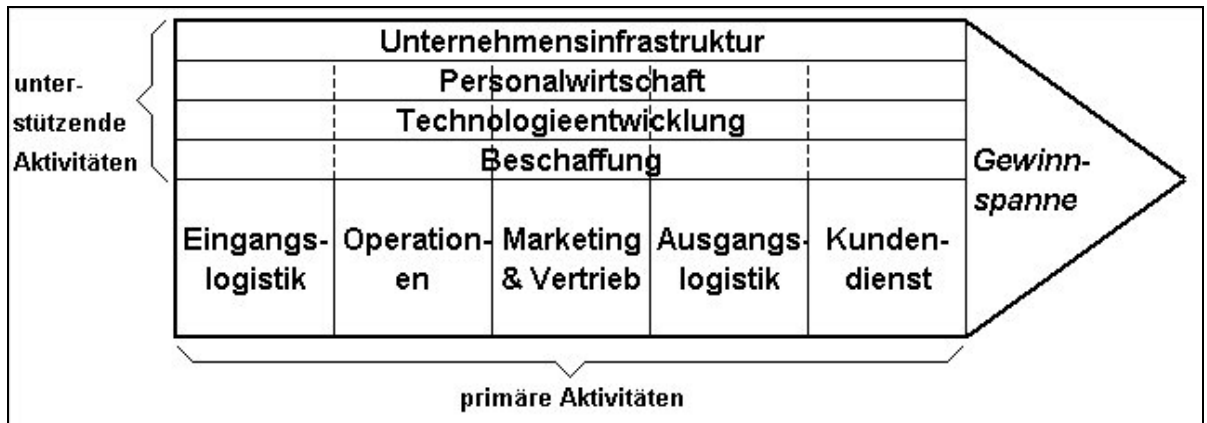 Unternehmensinfrastruktur
Personalwirtschaft
Technologieentwicklung
Beschaffung
unter-
stützende
Aktivitäten
Eingangs-
logistik
Operation-
en
Marketing
& Vertrieb
Ausgangs-
logistik
Kunden-
dienst
Gewinn-
spanne
primäre Aktivitäten